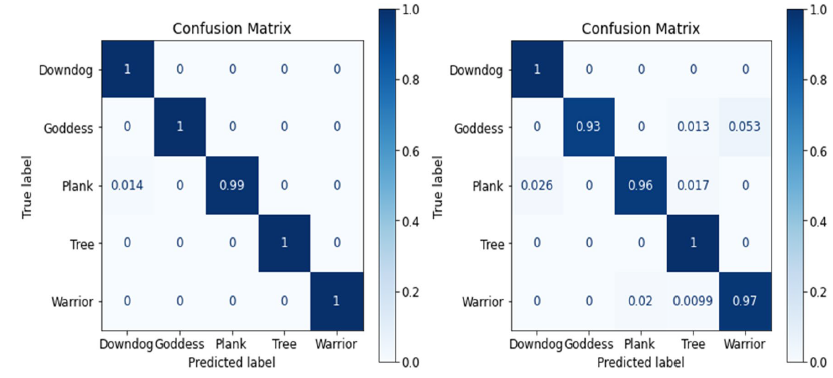 Confusion Matrix
1.0
0.8
0.6
0.4
0.2
0.0
True label
Downdog 1 0 0 0 0
Goddess 0 1 0 0 0
Plank 0.014 0 0.99 0 0
Tree 0 0 0 1 0
Warrior 0 0 0 0 1
Downdog Goddess Plank Tree Warrior
Predicted label
Confusion Matrix
1.0
0.8
0.6
0.4
0.2
0.0
True label
Downdog 1 0 0 0 0
Goddess 0 0.93 0 0.013 0.053
Plank 0.026 0 0.96 0.017 0
Tree 0 0 0 1 0
Warrior 0 0 0.02 0.0099 0.97
Downdog Goddess Plank Tree Warrior
Predicted label